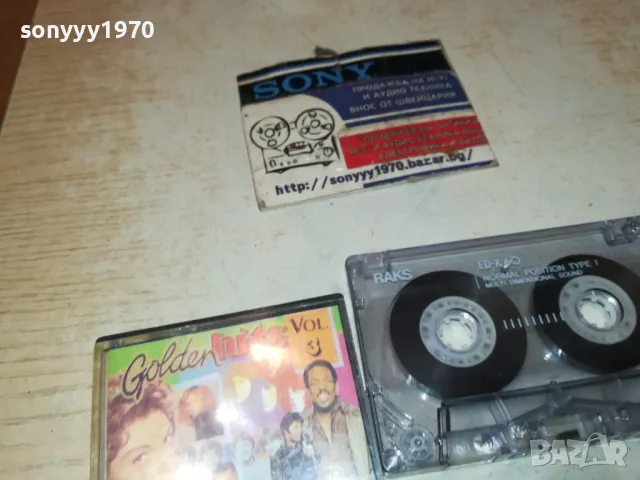 sonyyy1970
SONY
ПРОДАЖБА НА HI-FI
И АУДИО ТЕХНИКА
ВНОС ОТ ШВЕЙЦАРИЯ
http://sonyyy1970.bazar.bg/
RAKS
ED-X 60
NORMAL POSITION TYPE I
MULTI DIMENSIONAL SOUND
Golden hits VOL.
3
BAZAR